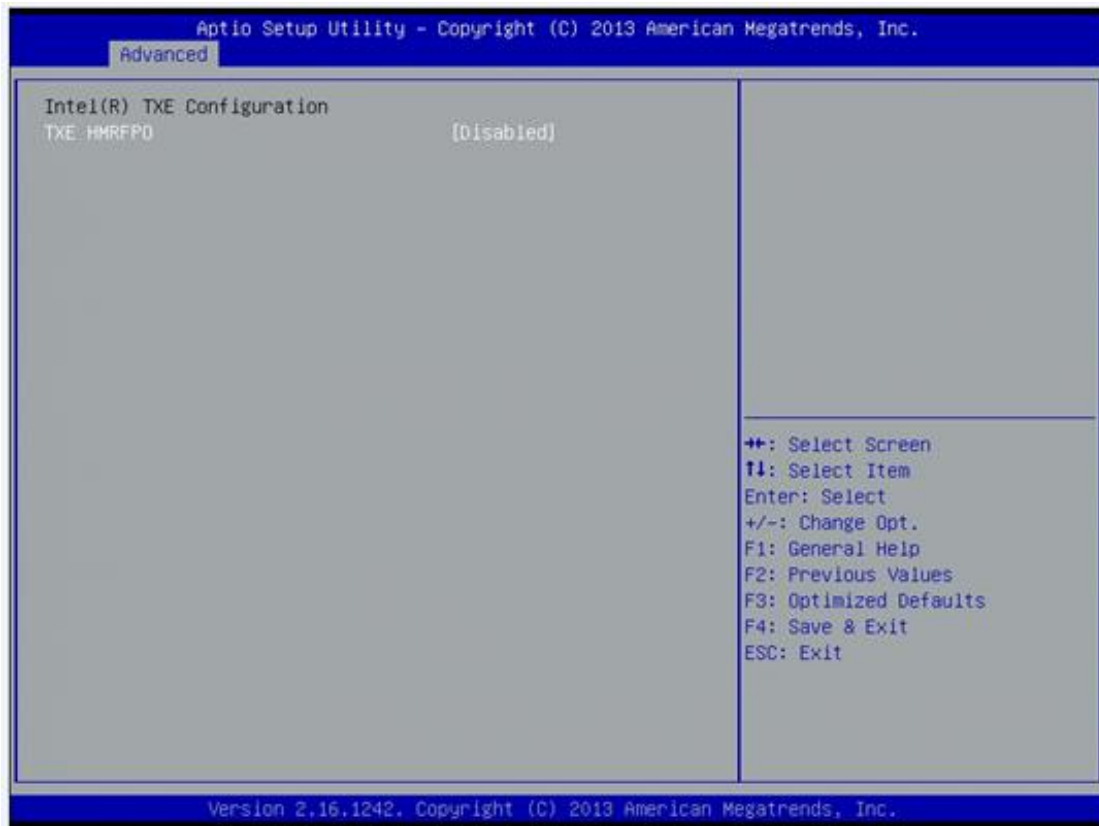 Aptio Setup Utility – Copyright (C) 2013 American Megatrends, Inc.
Advanced
Intel(R) TXE Configuration
TXE HMRFPO [Disabled]
→←: Select Screen
↑↓: Select Item
Enter: Select
+/-: Change Opt.
F1: General Help
F2: Previous Values
F3: Optimized Defaults
F4: Save & Exit
ESC: Exit
Version 2.16.1242. Copyright (C) 2013 American Megatrends, Inc.